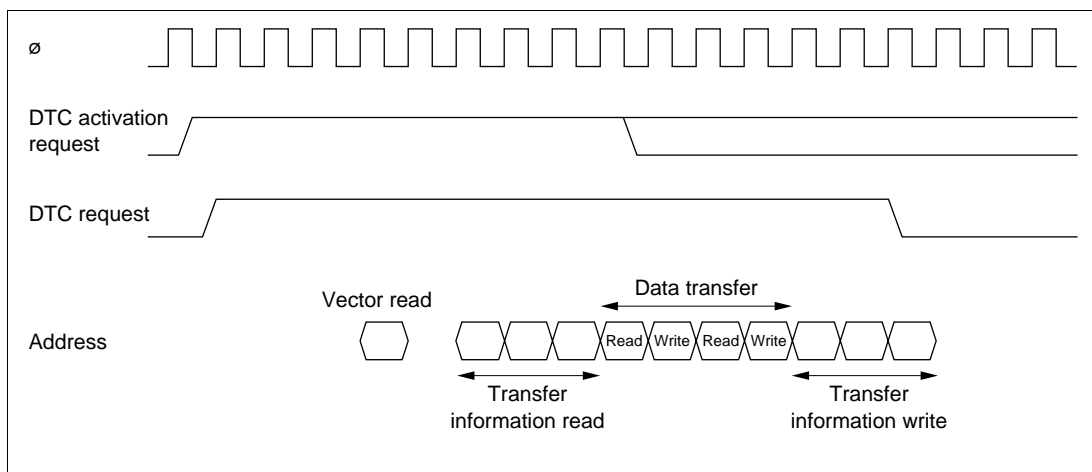 ø
DTC activation
request
DTC request
Data transfer
Vector read
Address
Read Write Read Write
Transfer
information read
Transfer
information write